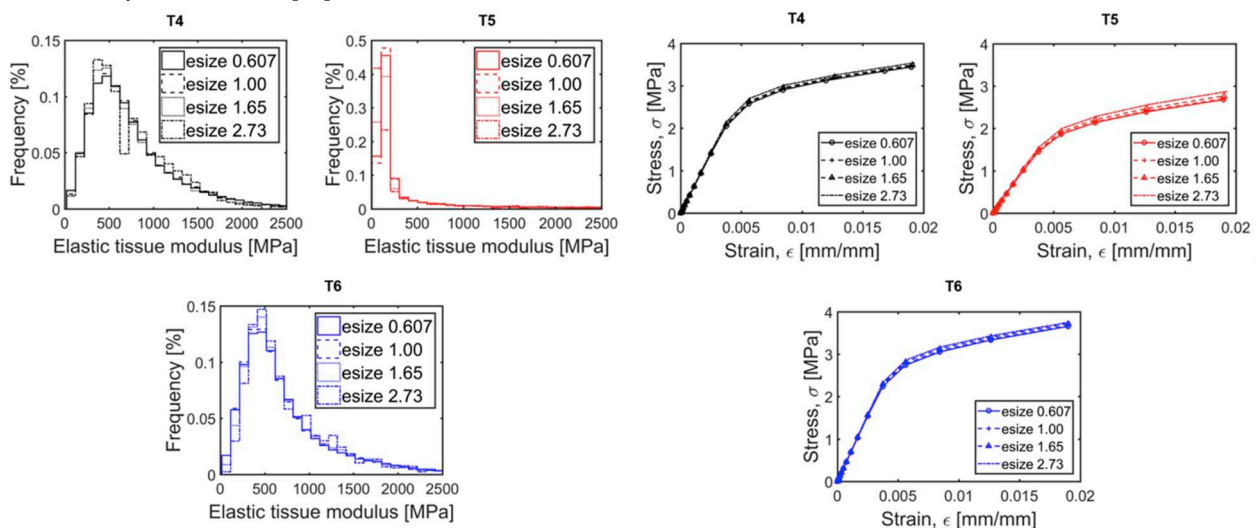 T4
0.15
0.1
0.05
0
Frequency [%]
esize 0.607
esize 1.00
esize 1.65
esize 2.73
0 500 1000 1500 2000 2500
Elastic tissue modulus [MPa]
T5
0.5
0.4
0.3
0.2
0.1
0
Frequency [%]
esize 0.607
esize 1.00
esize 1.65
esize 2.73
0 500 1000 1500 2000 2500
Elastic tissue modulus [MPa]
T4
4
3
2
1
0
Stress, σ [MPa]
esize 0.607
esize 1.00
esize 1.65
esize 2.73
0 0.005 0.01 0.015 0.02
Strain, ϵ [mm/mm]
T5
4
3
2
1
0
Stress, σ [MPa]
esize 0.607
esize 1.00
esize 1.65
esize 2.73
0 0.005 0.01 0.015 0.02
Strain, ϵ [mm/mm]
T6
0.15
0.1
0.05
0
Frequency [%]
esize 0.607
esize 1.00
esize 1.65
esize 2.73
0 500 1000 1500 2000 2500
Elastic tissue modulus [MPa]
T6
4
3
2
1
0
Stress, σ [MPa]
esize 0.607
esize 1.00
esize 1.65
esize 2.73
0 0.005 0.01 0.015 0.02
Strain, ϵ [mm/mm]